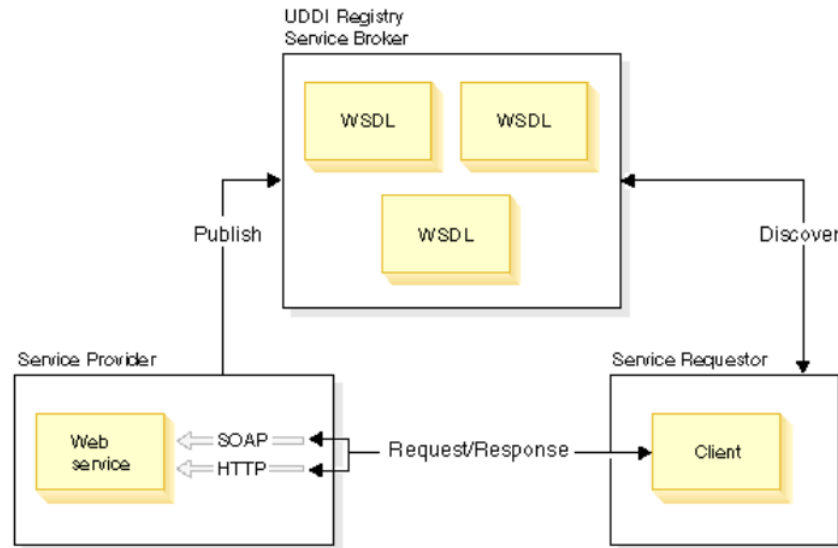 UDDI Registry
Service Broker
WSDL
WSDL
WSDL
Publish
Discover
Service Provider
Service Requestor
Web
service
SOAP
HTTP
Request/Response
Client